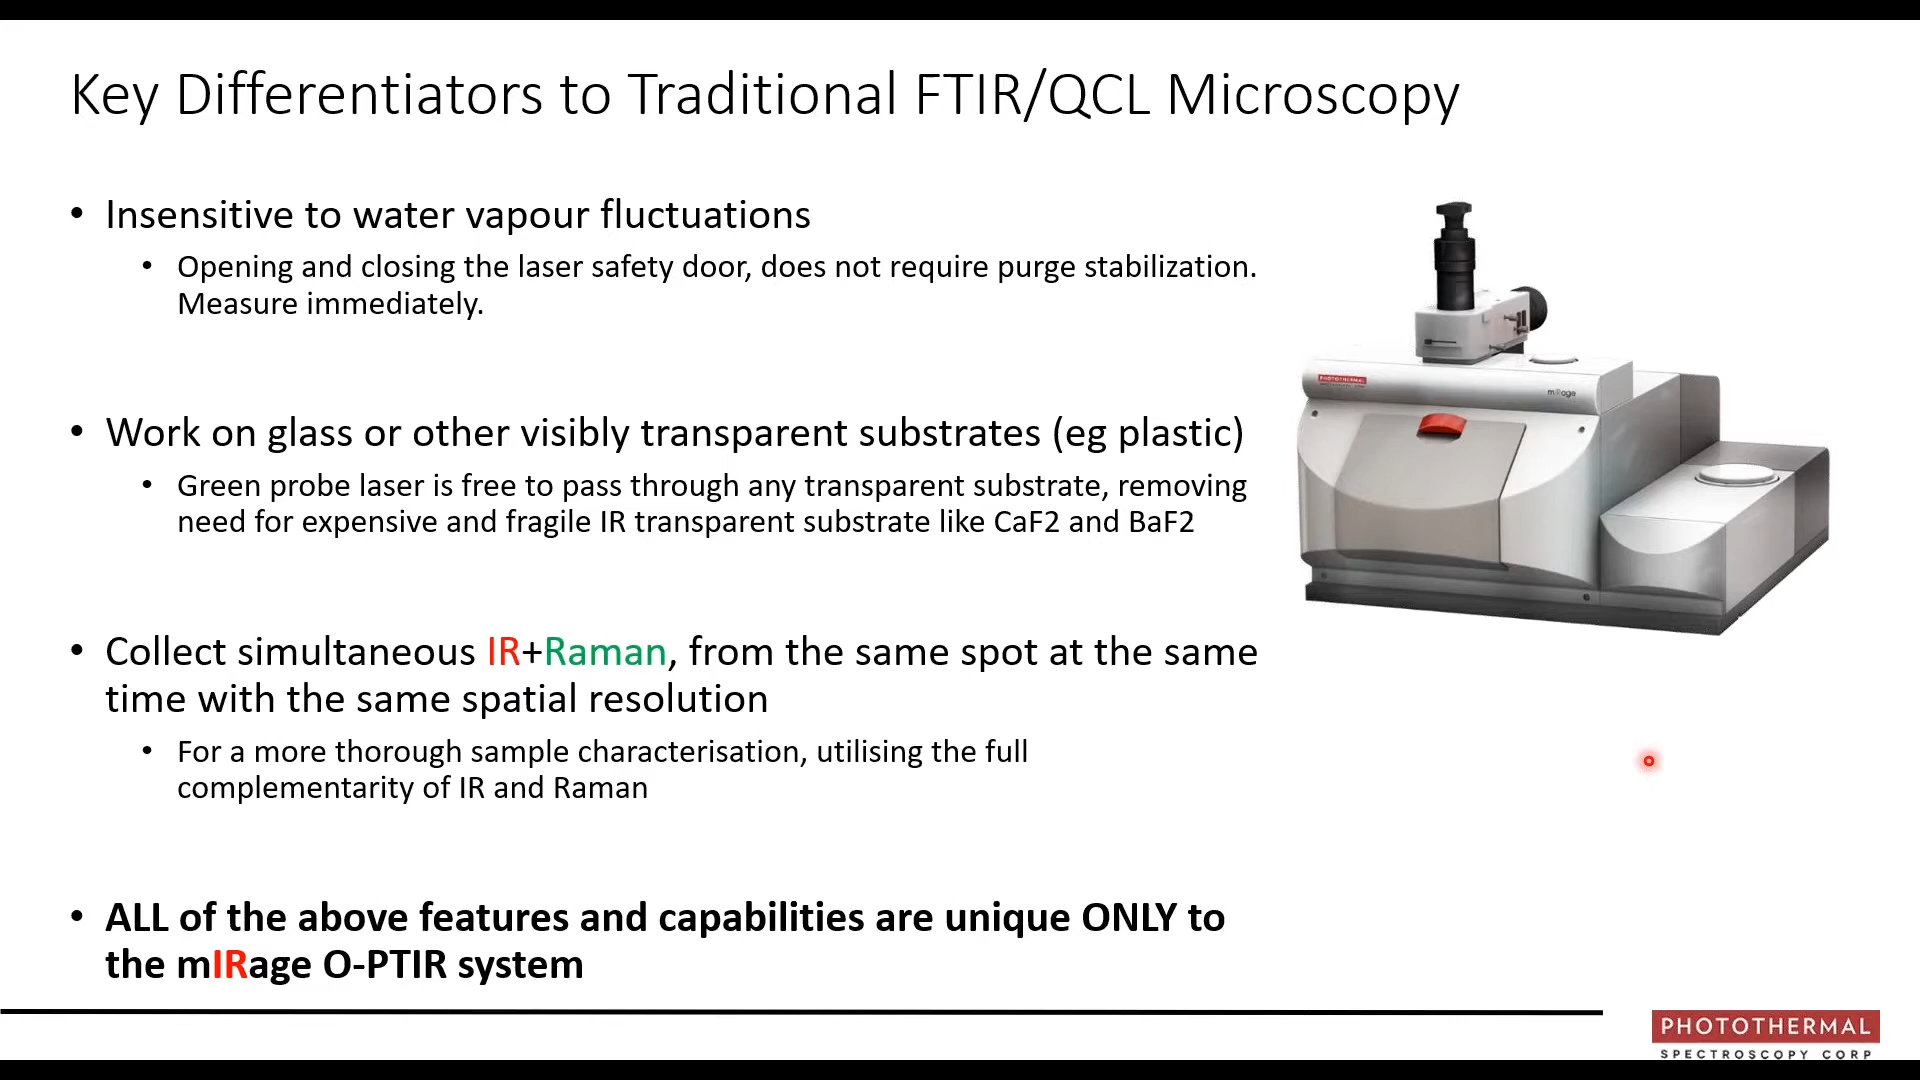 Key Differentiators to Traditional FTIR/QCL Microscopy
• Insensitive to water vapour fluctuations
• Opening and closing the laser safety door, does not require purge stabilization.
Measure immediately.
• Work on glass or other visibly transparent substrates (eg plastic)
• Green probe laser is free to pass through any transparent substrate, removing
need for expensive and fragile IR transparent substrate like CaF2 and BaF2
• Collect simultaneous IR+Raman, from the same spot at the same
time with the same spatial resolution
• For a more thorough sample characterisation, utilising the full
complementarity of IR and Raman
• ALL of the above features and capabilities are unique ONLY to
the mIRage O-PTIR system
PHOTOTHERMAL
mIRage
PHOTOTHERMAL
SPECTROSCOPY CORP